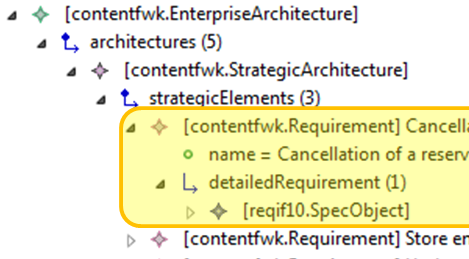 [contentfwk.EnterpriseArchitecture]
architectures (5)
[contentfwk.StrategicArchitecture]
strategicElements (3)
[contentfwk.Requirement] Cancella
name = Cancellation of a reserv
detailedRequirement (1)
[reqif10.SpecObject]
[contentfwk.Requirement] Store en